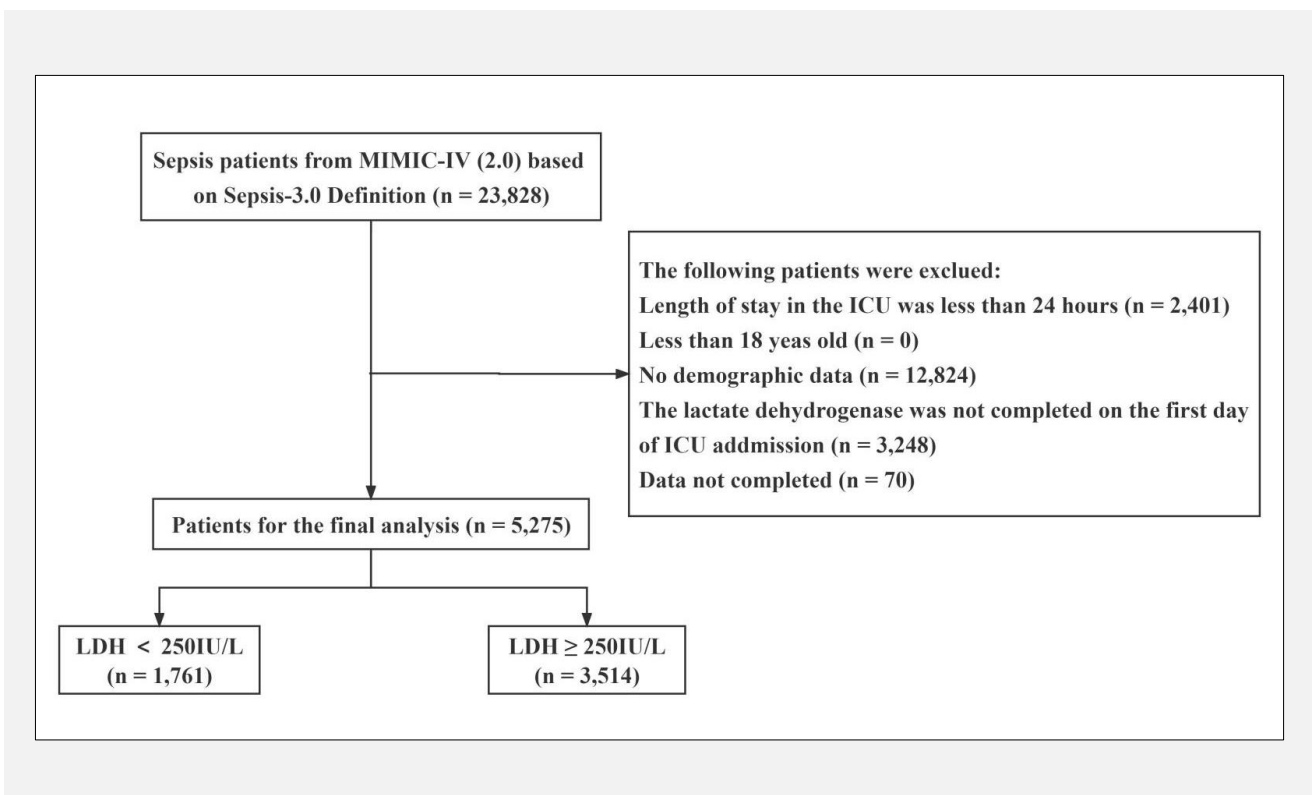 Sepsis patients from MIMIC-IV (2.0) based
on Sepsis-3.0 Definition (n = 23,828)
The following patients were exclued:
Length of stay in the ICU was less than 24 hours (n = 2,401)
Less than 18 yeas old (n = 0)
No demographic data (n = 12,824)
The lactate dehydrogenase was not completed on the first day
of ICU addmission (n = 3,248)
Data not completed (n = 70)
Patients for the final analysis (n = 5,275)
LDH < 250IU/L
(n = 1,761)
LDH ≥ 250IU/L
(n = 3,514)